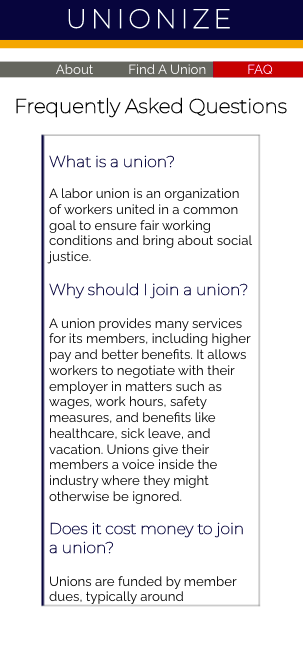 UNIONIZE
About Find A Union FAQ
Frequently Asked Questions
What is a union?
A labor union is an organization
of workers united in a common
goal to ensure fair working
conditions and bring about social
justice.
Why should I join a union?
A union provides many services
for its members, including higher
pay and better benefits. It allows
workers to negotiate with their
employer in matters such as
wages, work hours, safety
measures, and benefits like
healthcare, sick leave, and
vacation. Unions give their
members a voice inside the
industry where they might
otherwise be ignored.
Does it cost money to join
a union?
Unions are funded by member
dues, typically around